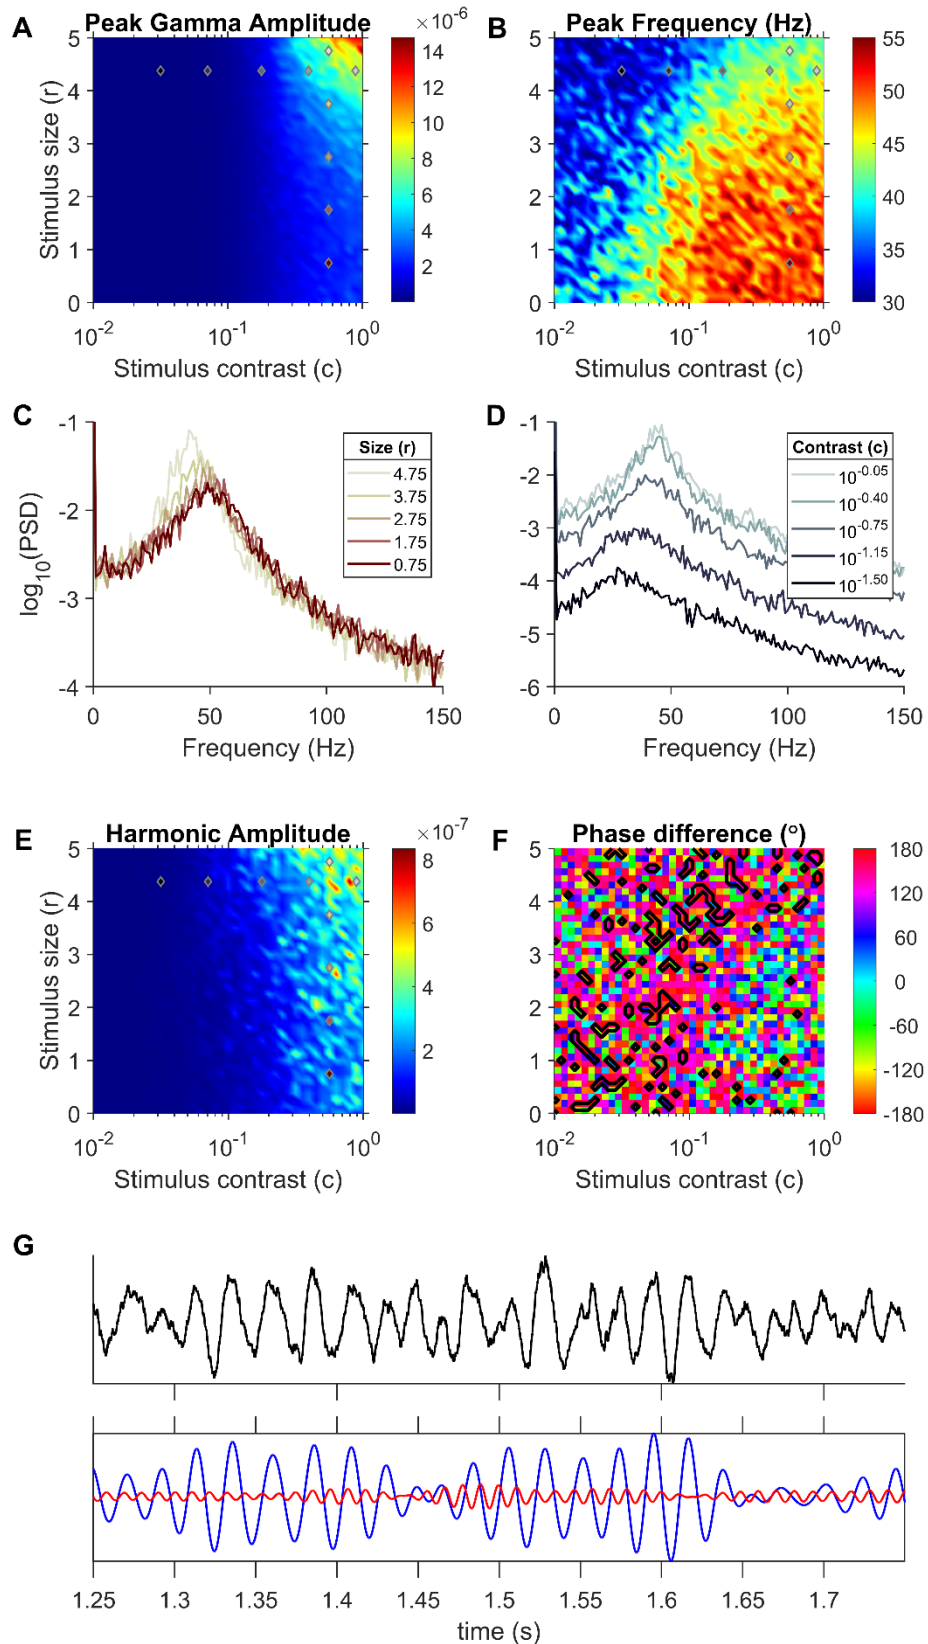 A Peak Gamma Amplitude ×10^-6
5
4
3
2
1
0
Stimulus size (r)
10^-2 10^-1 10^0
Stimulus contrast (c)
14
12
10
8
6
4
2
B Peak Frequency (Hz)
5
4
3
2
1
0
10^-2 10^-1 10^0
Stimulus contrast (c)
55
50
45
40
35
30
C
-1
-2
-3
-4
log10(PSD)
0 50 100 150
Frequency (Hz)
Size (r)
4.75
3.75
2.75
1.75
0.75
D
-1
-2
-3
-4
-5
-6
0 50 100 150
Frequency (Hz)
Contrast (c)
10^-0.05
10^-0.40
10^-0.75
10^-1.15
10^-1.50
E Harmonic Amplitude ×10^-7
5
4
3
2
1
0
Stimulus size (r)
10^-2 10^-1 10^0
Stimulus contrast (c)
8
6
4
2
F Phase difference (°)
5
4
3
2
1
0
10^-2 10^-1 10^0
Stimulus contrast (c)
180
120
60
0
-60
-120
-180
G
1.25 1.3 1.35 1.4 1.45 1.5 1.55 1.6 1.65 1.7
time (s)